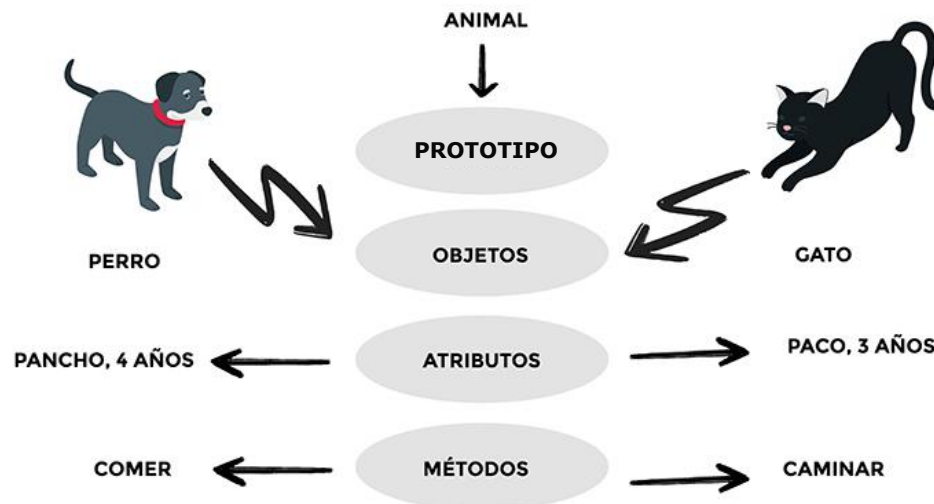 ANIMAL
PROTOTIPO
OBJETOS
PERRO
GATO
ATRIBUTOS
PANCHO, 4 AÑOS
PACO, 3 AÑOS
MÉTODOS
COMER
CAMINAR